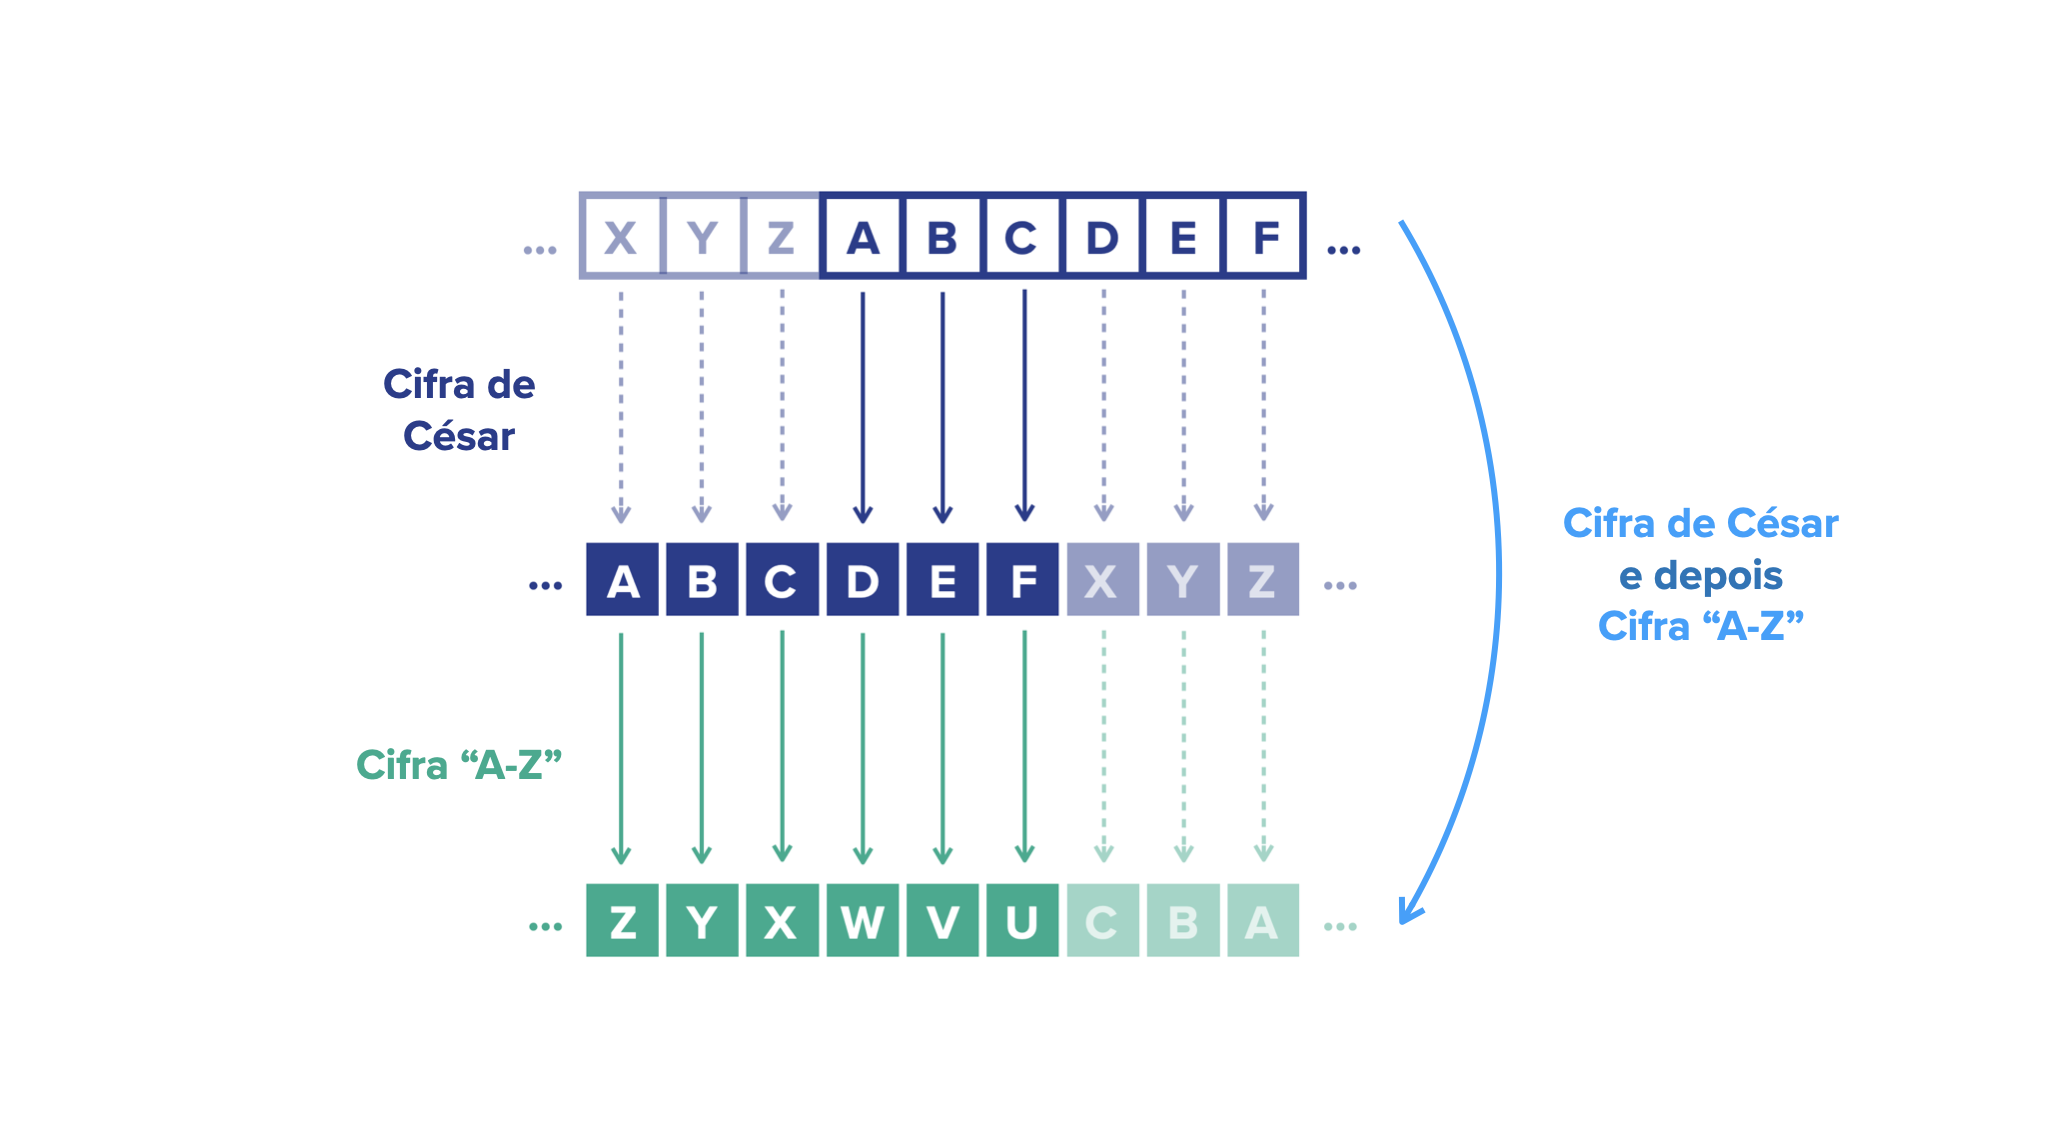 ... X Y Z A B C D E F ...
Cifra de
César
... A B C D E F X Y Z ...
Cifra de César
e depois
Cifra “A-Z”
Cifra “A-Z”
... Z Y X W V U C B A ...